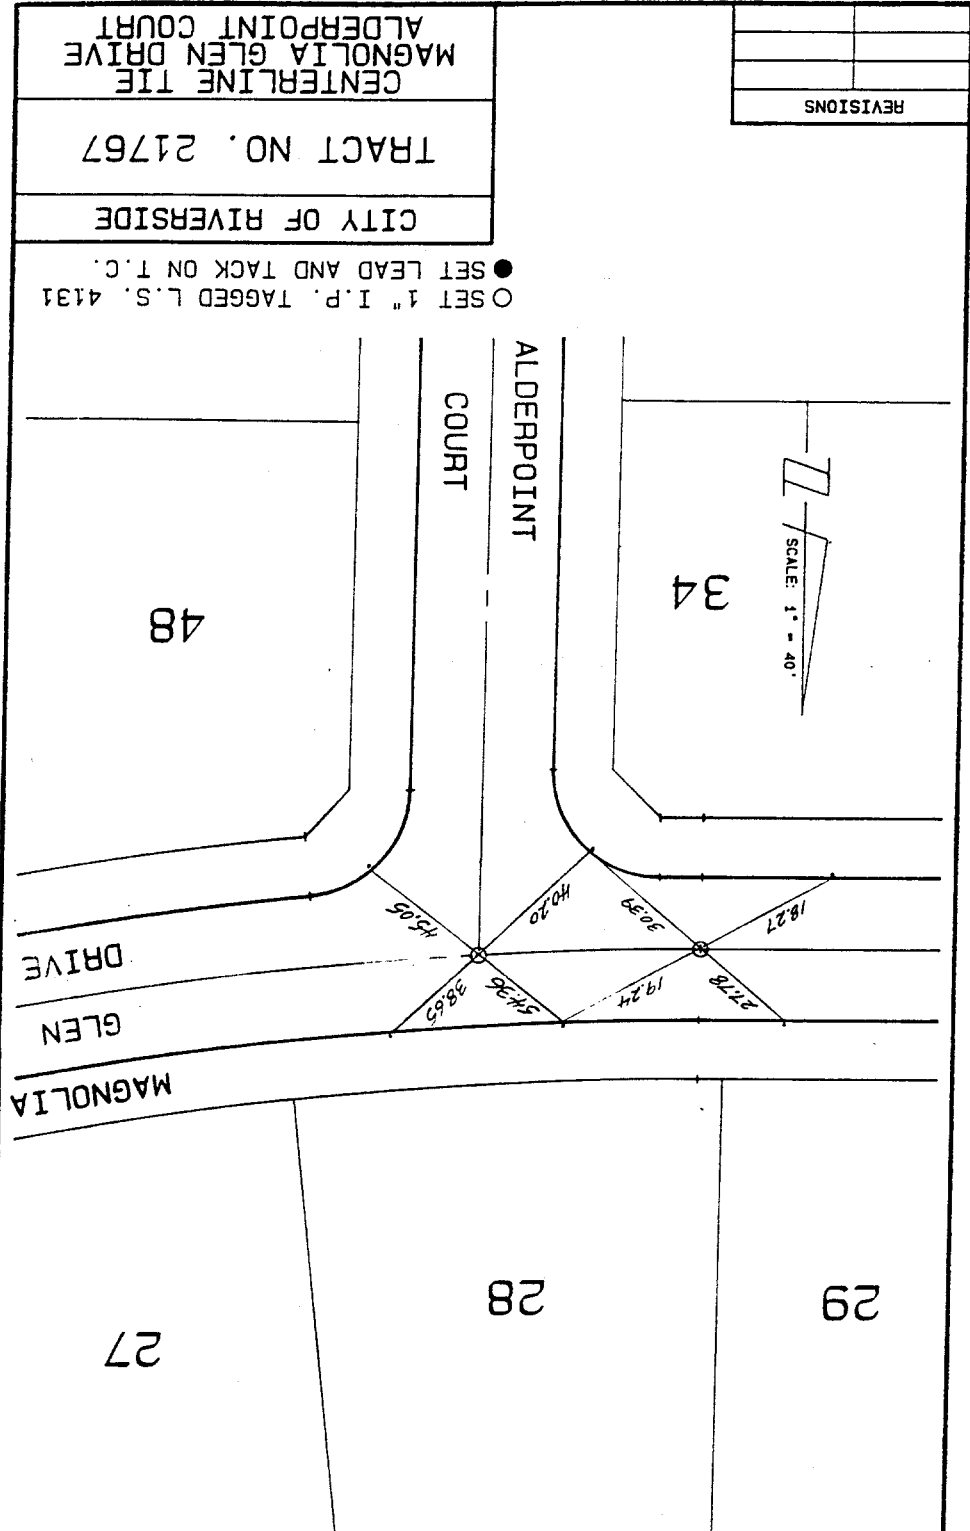 27
28
29
MAGNOLIA
GLEN
DRIVE
38.65
54.36
19.24
27.78
45.05
40.20
30.39
18.27
48
34
SCALE: 1" = 40'
ALDERPOINT
COURT
○ SET 1" I.P. TAGGED L.S. 4131
● SET LEAD AND TACK ON T.C.
CITY OF RIVERSIDE
TRACT NO. 21767
CENTERLINE TIE
MAGNOLIA GLEN DRIVE
ALDERPOINT COURT
REVISIONS